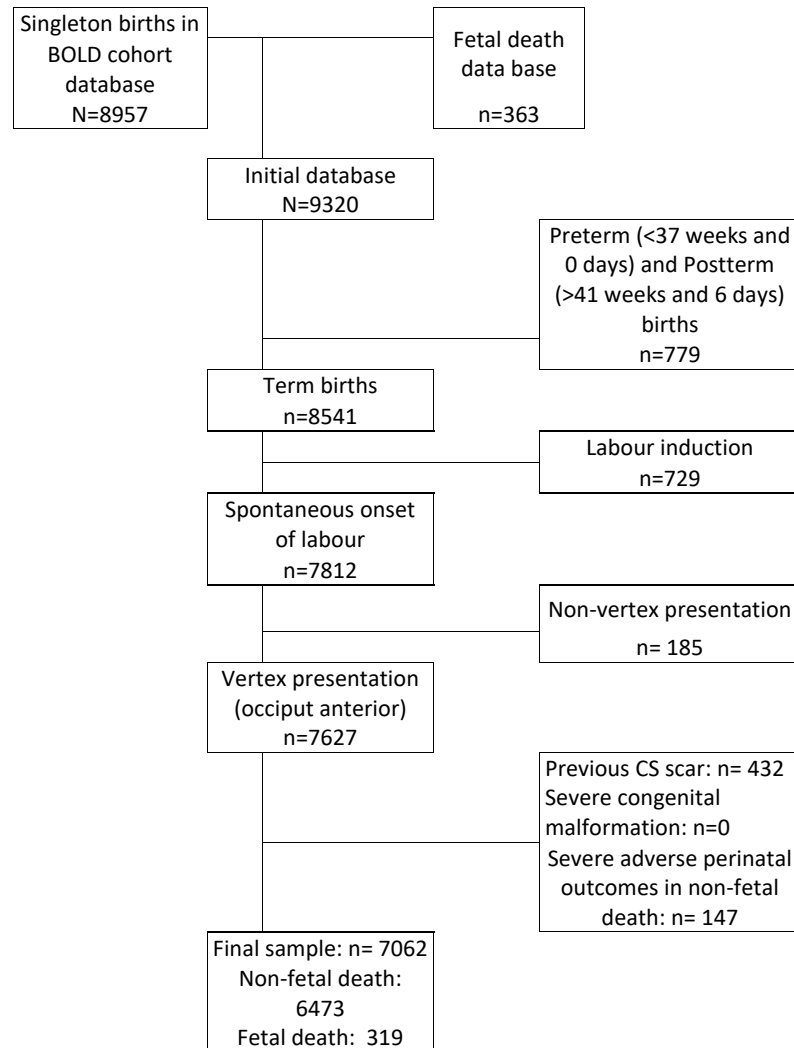 Singleton births in
BOLD cohort
database
N=8957
Fetal death
data base
n=363
Initial database
N=9320
Preterm (<37 weeks and
0 days) and Postterm
(>41 weeks and 6 days)
births
n=779
Term births
n=8541
Labour induction
n=729
Spontaneous onset
of labour
n=7812
Non-vertex presentation
n= 185
Vertex presentation
(occiput anterior)
n=7627
Previous CS scar: n= 432
Severe congenital
malformation: n=0
Severe adverse perinatal
outcomes in non-fetal
death: n= 147
Final sample: n= 7062
Non-fetal death:
6473
Fetal death:  319